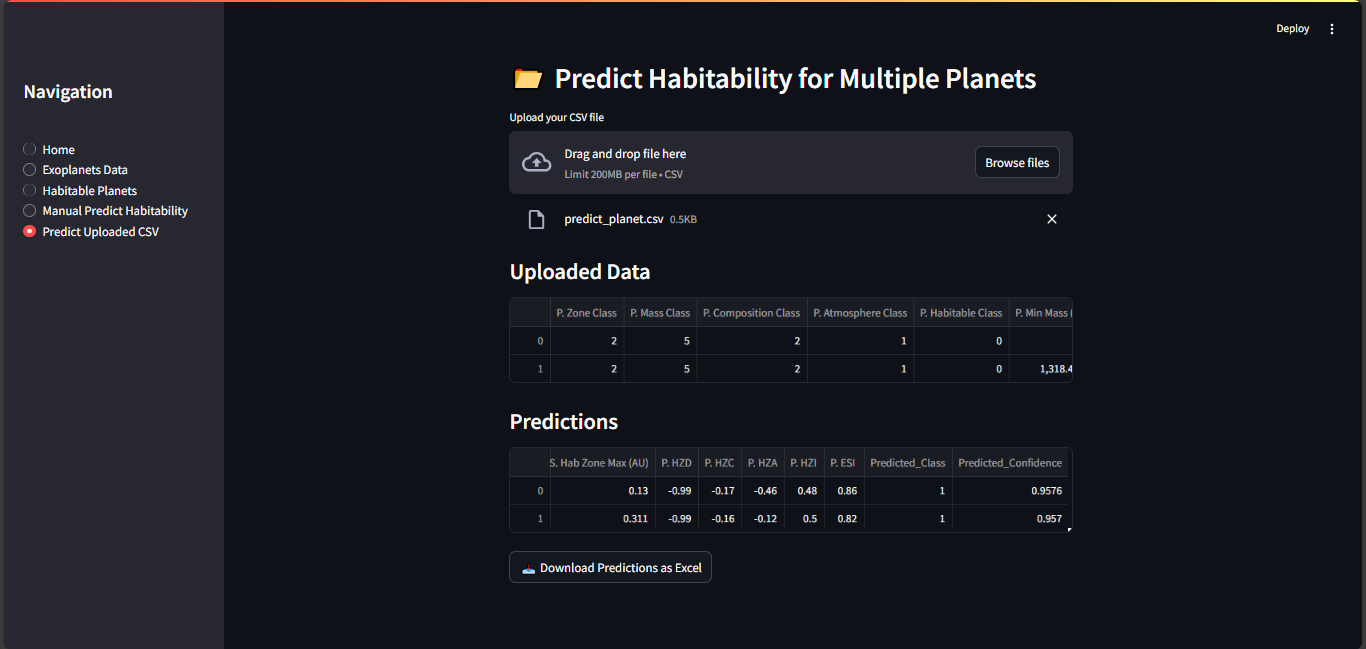 Deploy
Navigation
Home
Exoplanets Data
Habitable Planets
Manual Predict Habitability
Predict Uploaded CSV
Predict Habitability for Multiple Planets
Upload your CSV file
Drag and drop file here
Limit 200MB per file • CSV
Browse files
predict_planet.csv 0.5KB
Uploaded Data
P. Zone Class P. Mass Class P. Composition Class P. Atmosphere Class P. Habitable Class P. Min Mass (
0 2 5 2 1 0
1 2 5 2 1 0 1,318.4
Predictions
S. Hab Zone Max (AU) P. HZD P. HZC P. HZA P. HZI P. ESI Predicted_Class Predicted_Confidence
0 0.13 -0.99 -0.17 -0.46 0.48 0.86 1 0.9576
1 0.311 -0.99 -0.16 -0.12 0.5 0.82 1 0.957
Download Predictions as Excel